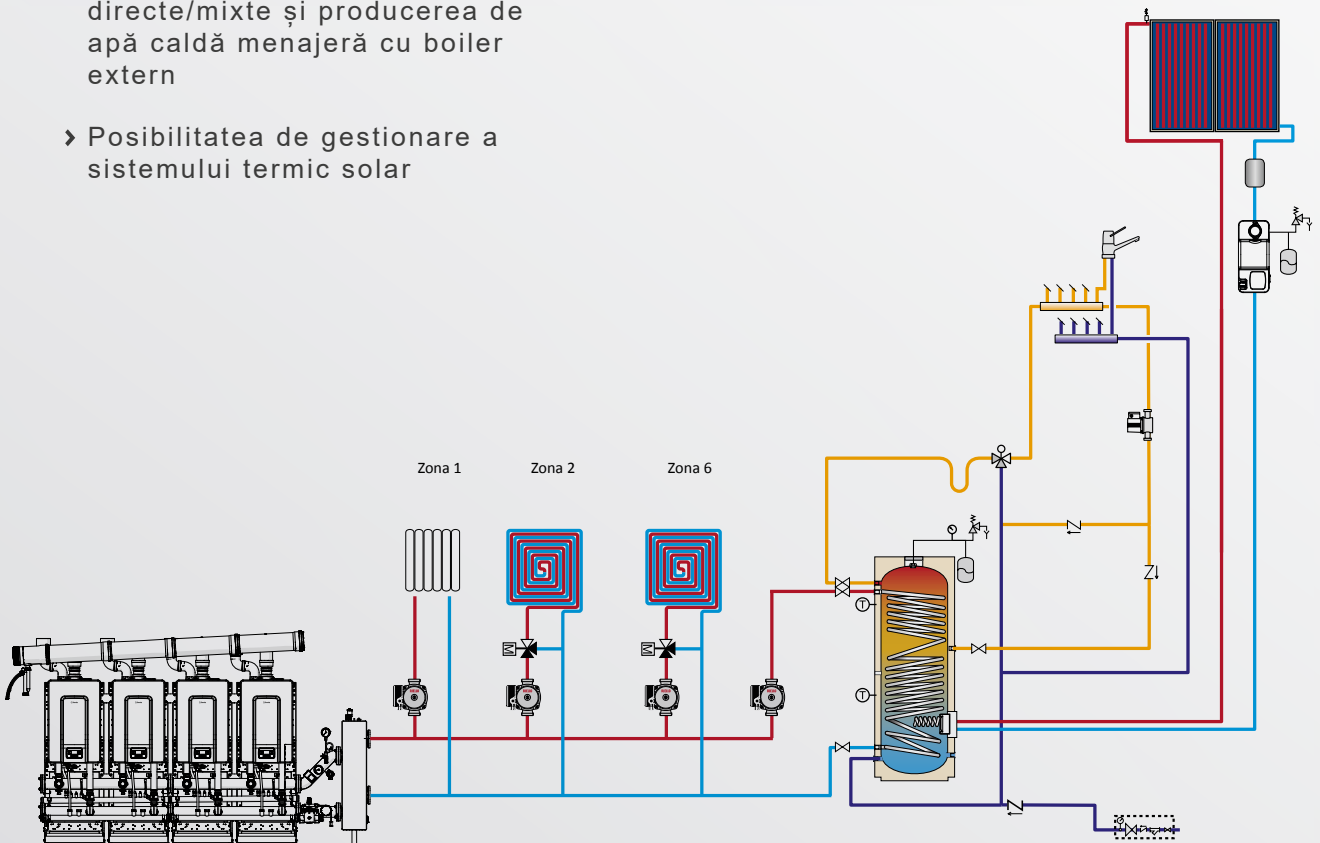 directe/mixte și producerea de
apă caldă menajeră cu boiler
extern
Posibilitatea de gestionare a
sistemului termic solar
Zona 1
Zona 2
Zona 6
M
M
T
T